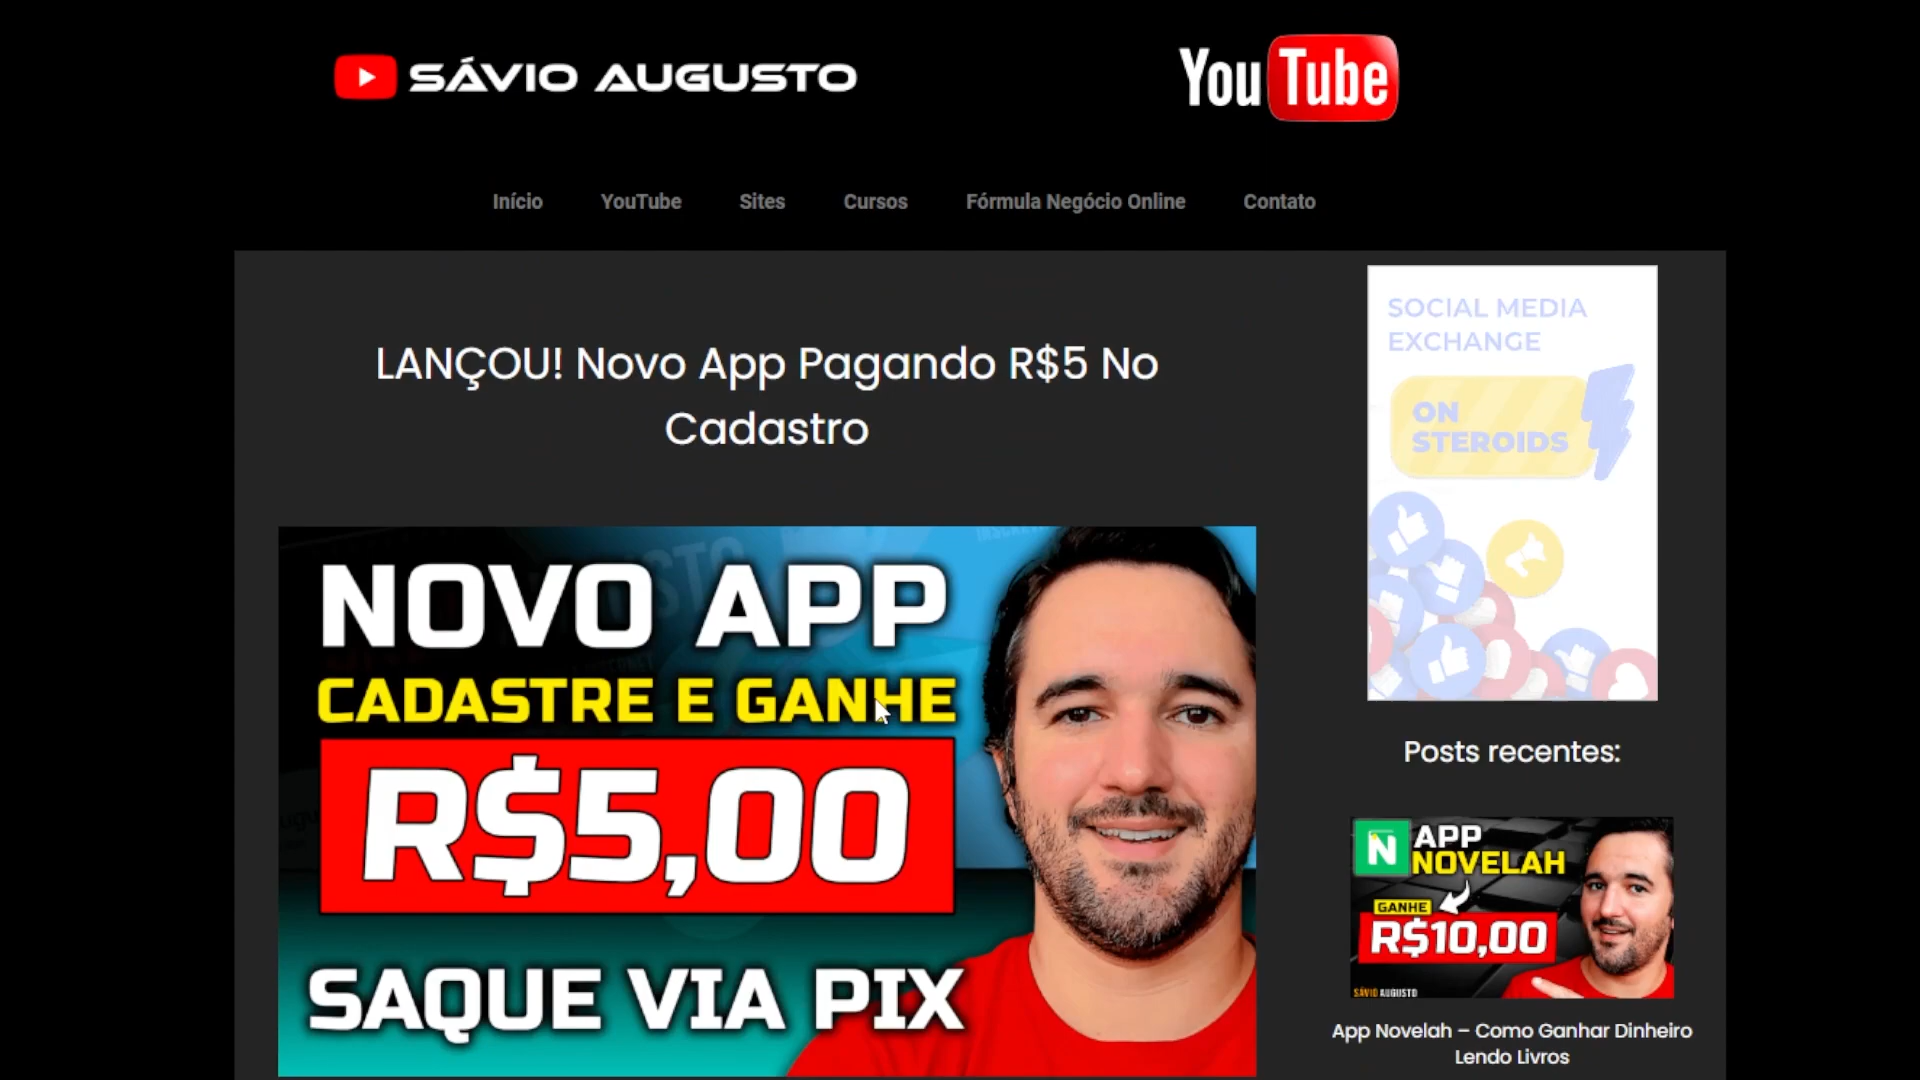 SÁVIO AUGUSTO
You Tube
Início YouTube Sites Cursos Fórmula Negócio Online Contato
LANÇOU! Novo App Pagando R$5 No
Cadastro
NOVO APP
CADASTRE E GANHE
R$5,00
SAQUE VIA PIX
SOCIAL MEDIA
EXCHANGE
ON
STEROIDS
Posts recentes:
N APP
NOVELAH
GANHE
R$10,00
SÁVIO AUGUSTO
App Novelah – Como Ganhar Dinheiro
Lendo Livros